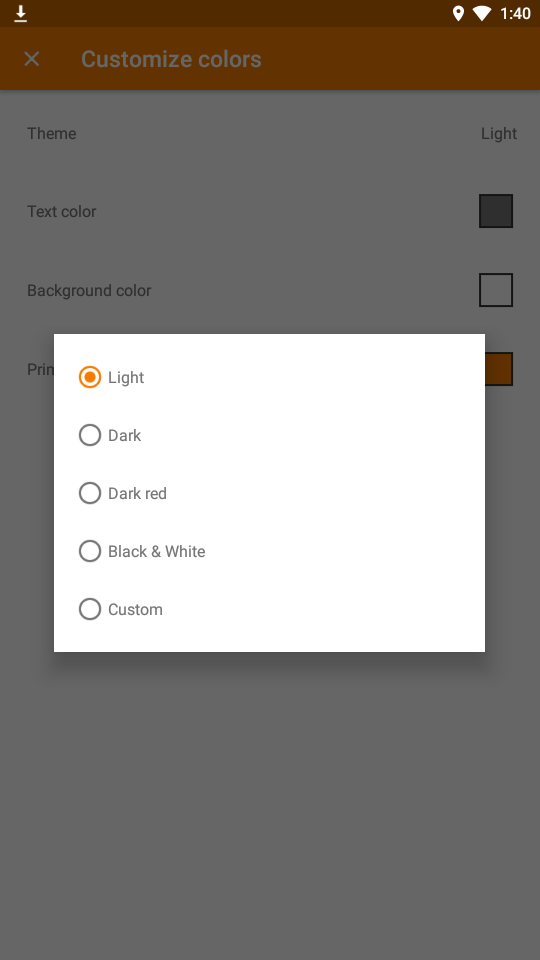 1:40
Customize colors
Theme
Light
Text color
Background color
Light
Dark
Dark red
Black & White
Custom